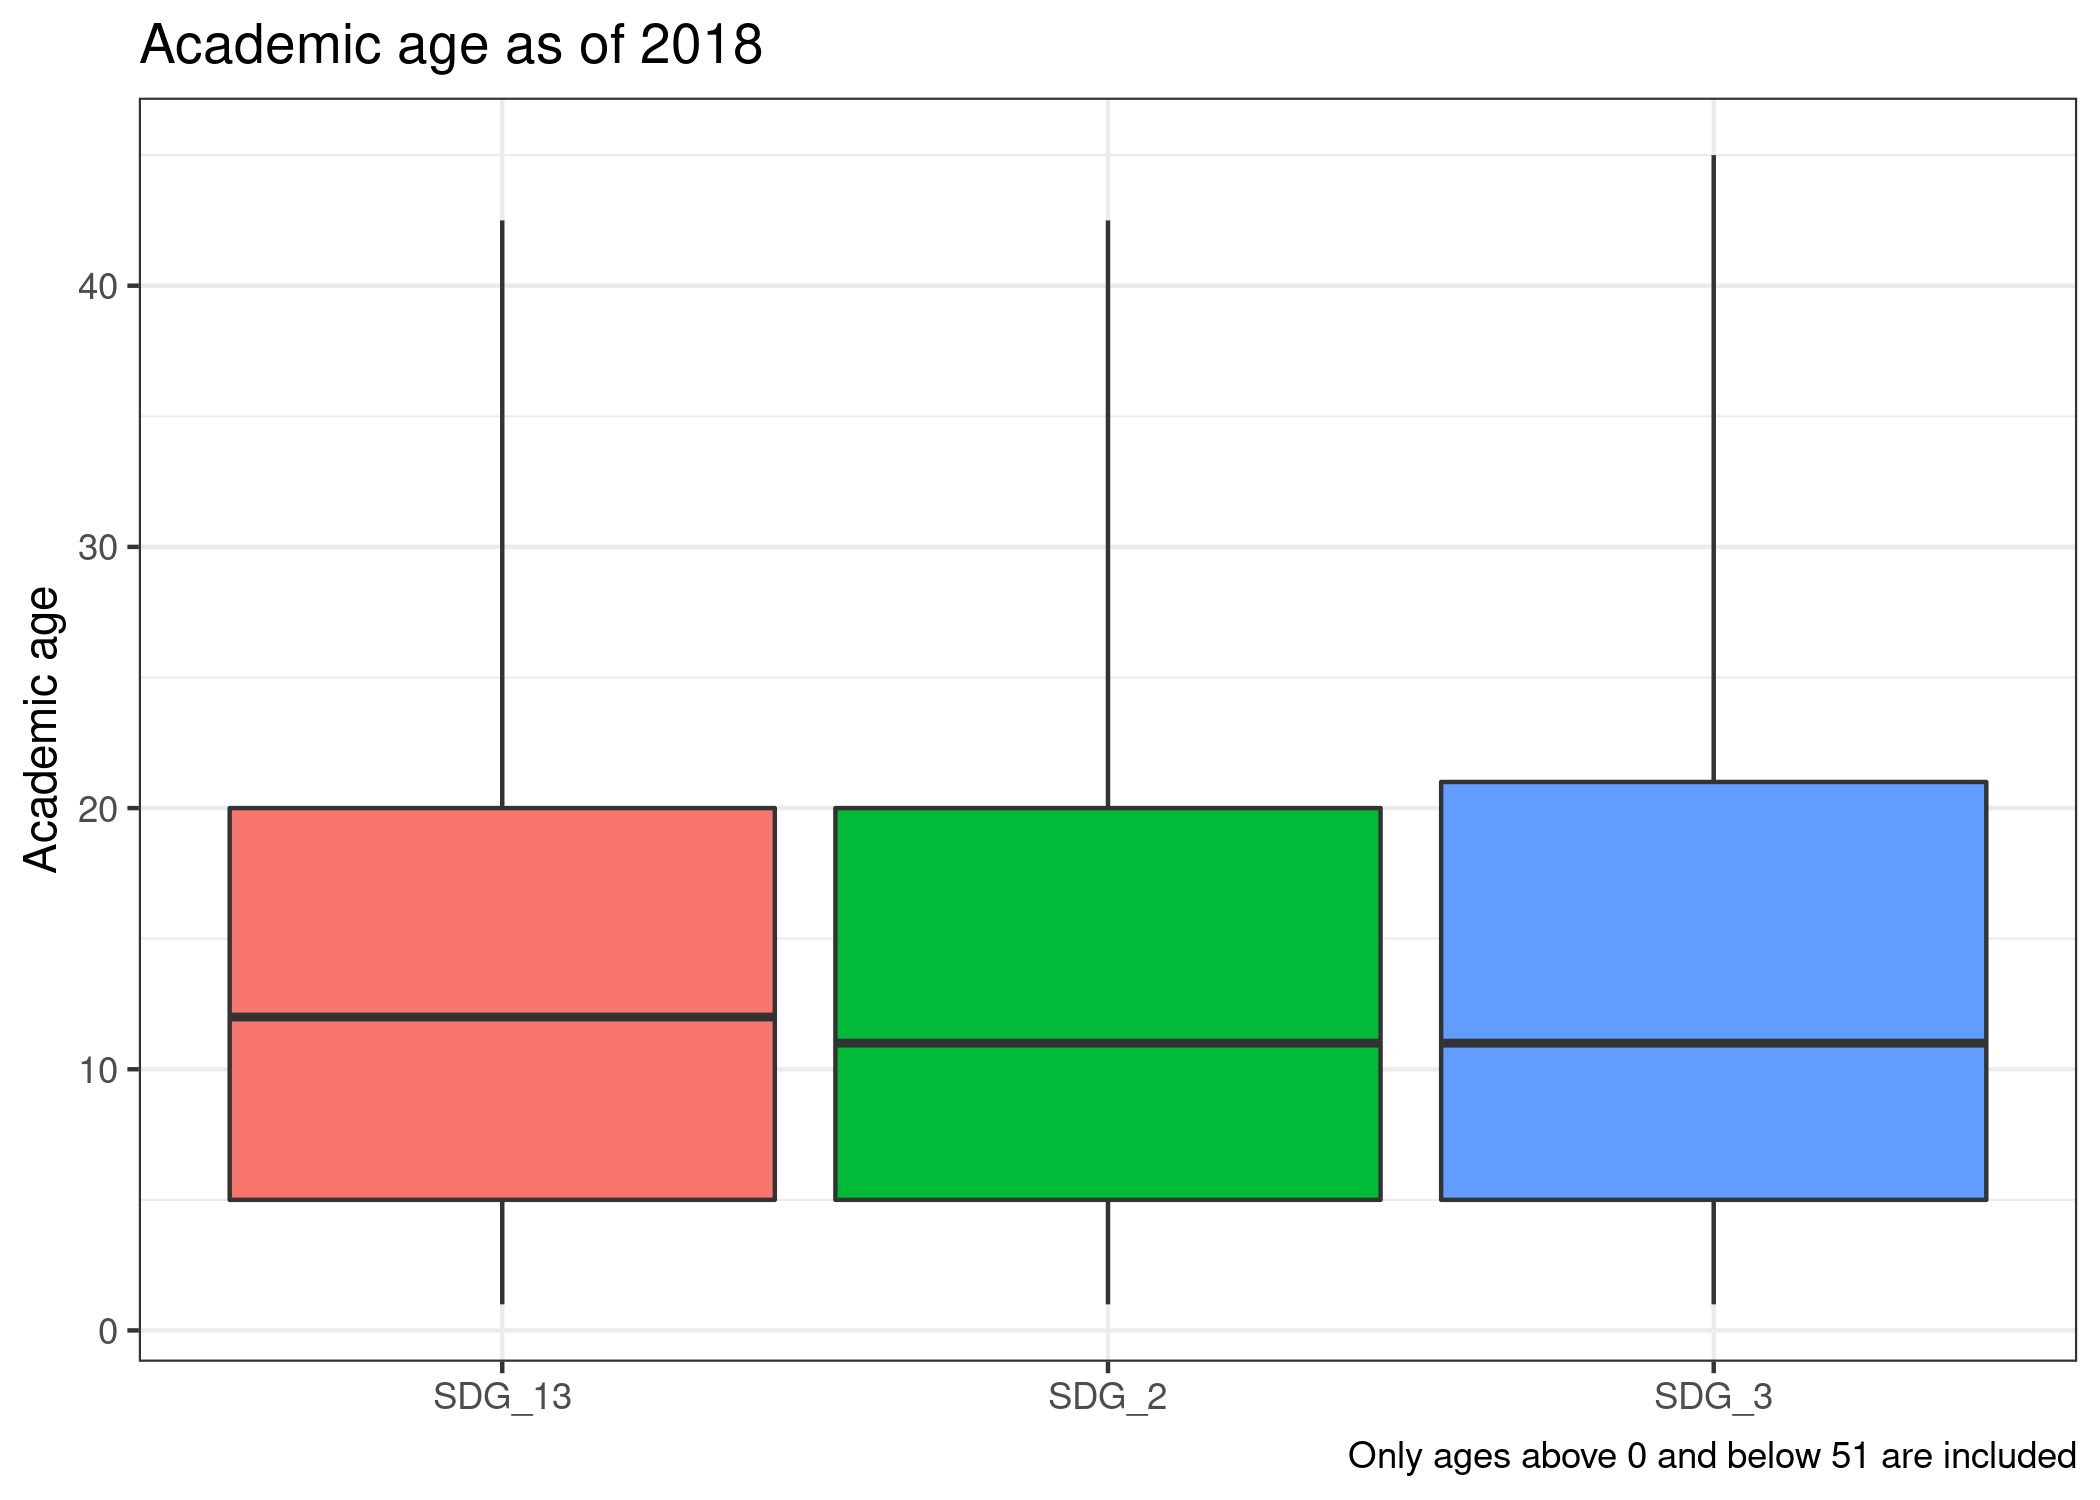 Academic age as of 2018
Academic age
40
30
20
10
0
SDG_13
SDG_2
SDG_3
Only ages above 0 and below 51 are included